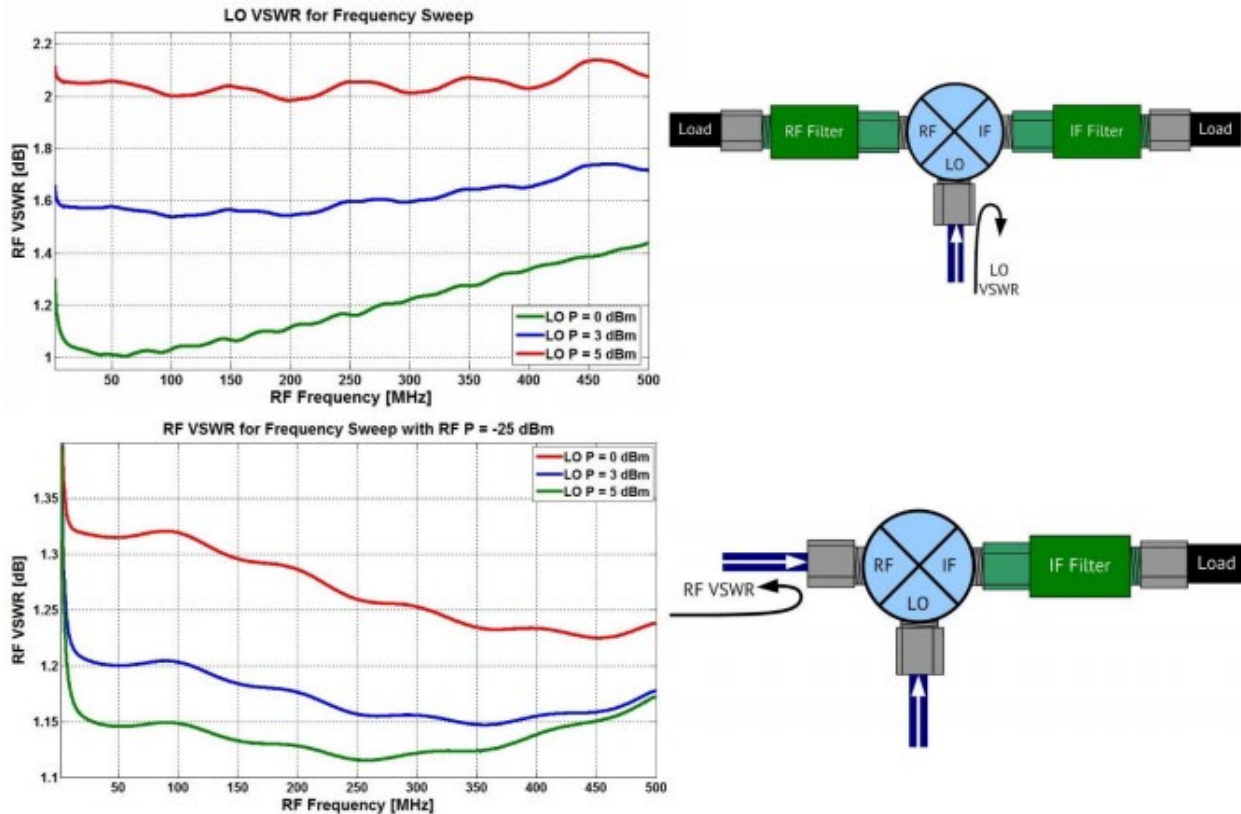 LO VSWR for Frequency Sweep
2.2
2
1.8
1.6
1.4
1.2
1
RF VSWR [dB]
50 100 150 200 250 300 350 400 450 500
RF Frequency [MHz]
LO P = 0 dBm
LO P = 3 dBm
LO P = 5 dBm
Load RF Filter RF IF IF Filter Load
LO
LO
VSWR
RF VSWR for Frequency Sweep with RF P = -25 dBm
1.35
1.3
1.25
1.2
1.15
1.1
RF VSWR [dB]
50 100 150 200 250 300 350 400 450 500
RF Frequency [MHz]
LO P = 0 dBm
LO P = 3 dBm
LO P = 5 dBm
RF IF IF Filter Load
RF VSWR
LO